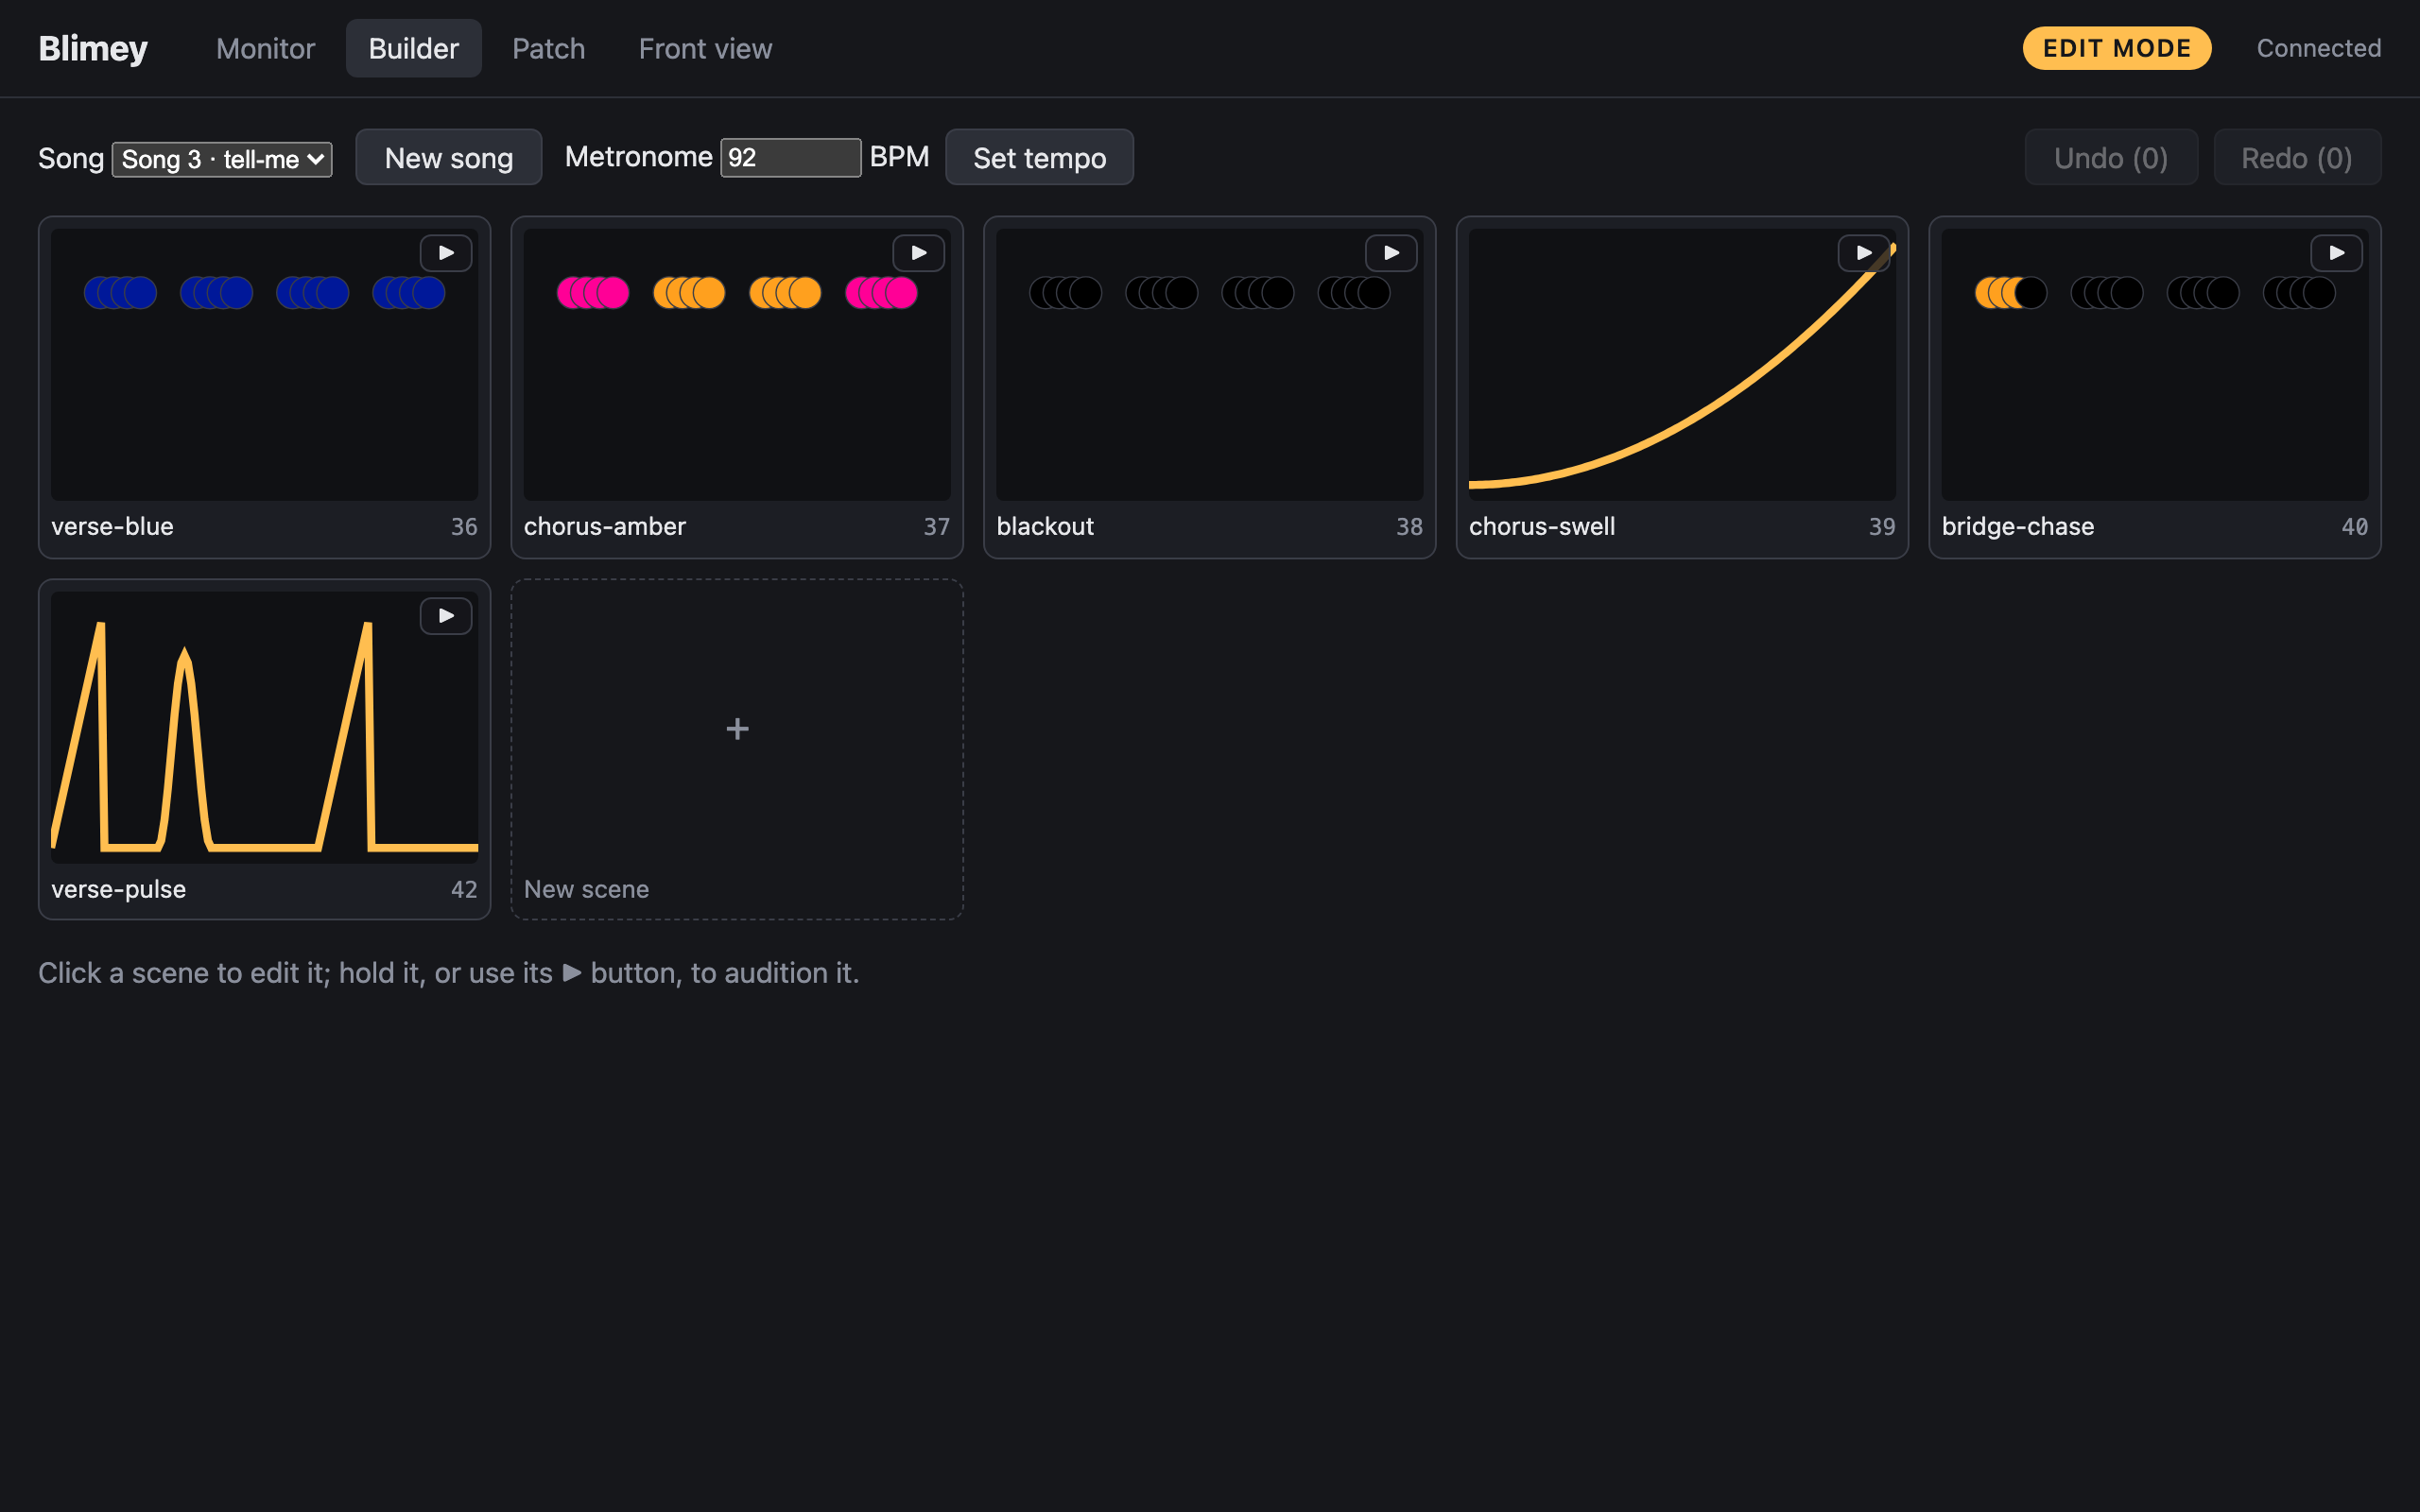 Blimey Monitor Builder Patch Front view EDIT MODE Connected
Song Song 3 · tell-me New song Metronome 92 BPM Set tempo Undo (0) Redo (0)
verse-blue 36 chorus-amber 37 blackout 38 chorus-swell 39 bridge-chase 40
+
verse-pulse 42 New scene
Click a scene to edit it; hold it, or use its ▶ button, to audition it.